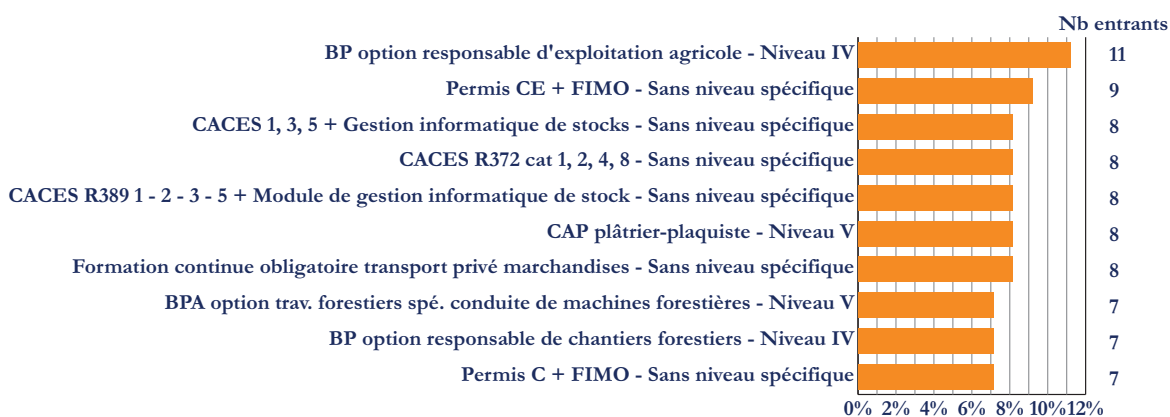 Nb entrants
BP option responsable d'exploitation agricole - Niveau IV 11
Permis CE + FIMO - Sans niveau spécifique 9
CACES 1, 3, 5 + Gestion informatique de stocks - Sans niveau spécifique 8
CACES R372 cat 1, 2, 4, 8 - Sans niveau spécifique 8
CACES R389 1 - 2 - 3 - 5 + Module de gestion informatique de stock - Sans niveau spécifique 8
CAP plâtrier-plaquiste - Niveau V 8
Formation continue obligatoire transport privé marchandises - Sans niveau spécifique 8
BPA option trav. forestiers spé. conduite de machines forestières - Niveau V 7
BP option responsable de chantiers forestiers - Niveau IV 7
Permis C + FIMO - Sans niveau spécifique 7
0% 2% 4% 6% 8% 10% 12%